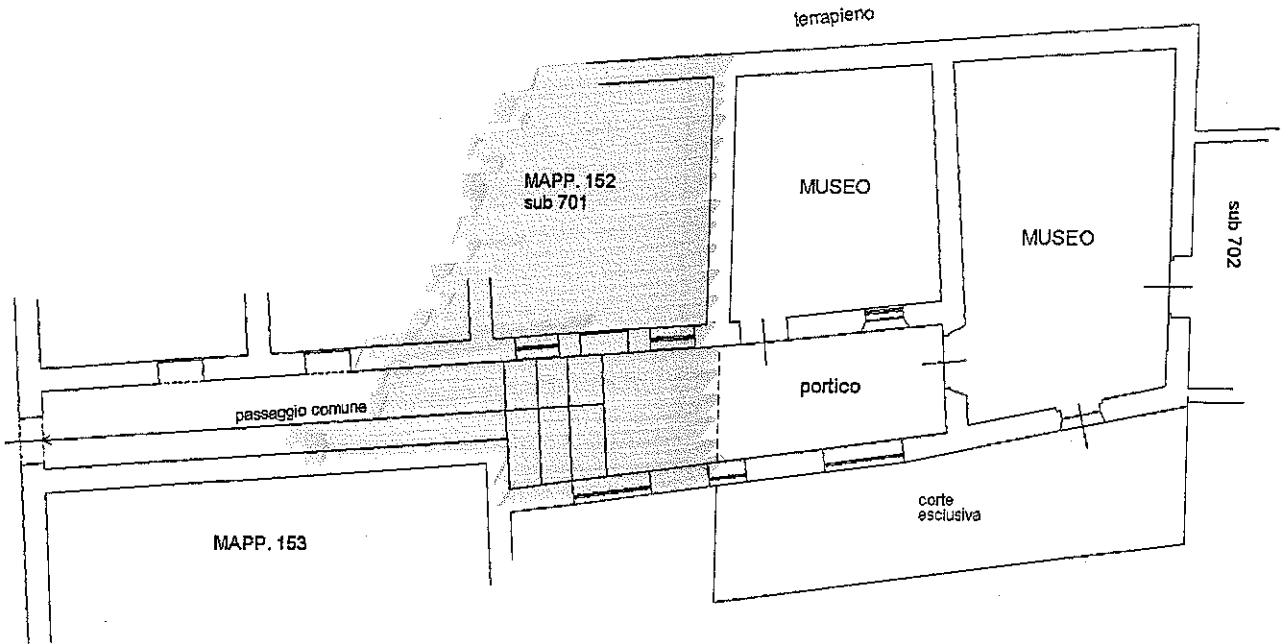 terrapieno
MAPP. 152
sub 701
MUSEO
MUSEO
sub 702
passaggio comune
portico
corte
esclusiva
MAPP. 153